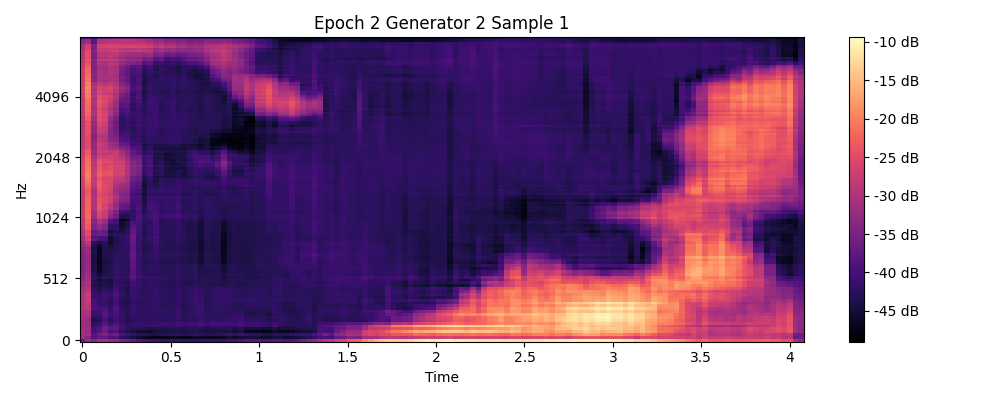 Epoch 2 Generator 2 Sample 1
Hz
4096
2048
1024
512
0
0 0.5 1 1.5 2 2.5 3 3.5 4
Time
-10 dB
-15 dB
-20 dB
-25 dB
-30 dB
-35 dB
-40 dB
-45 dB